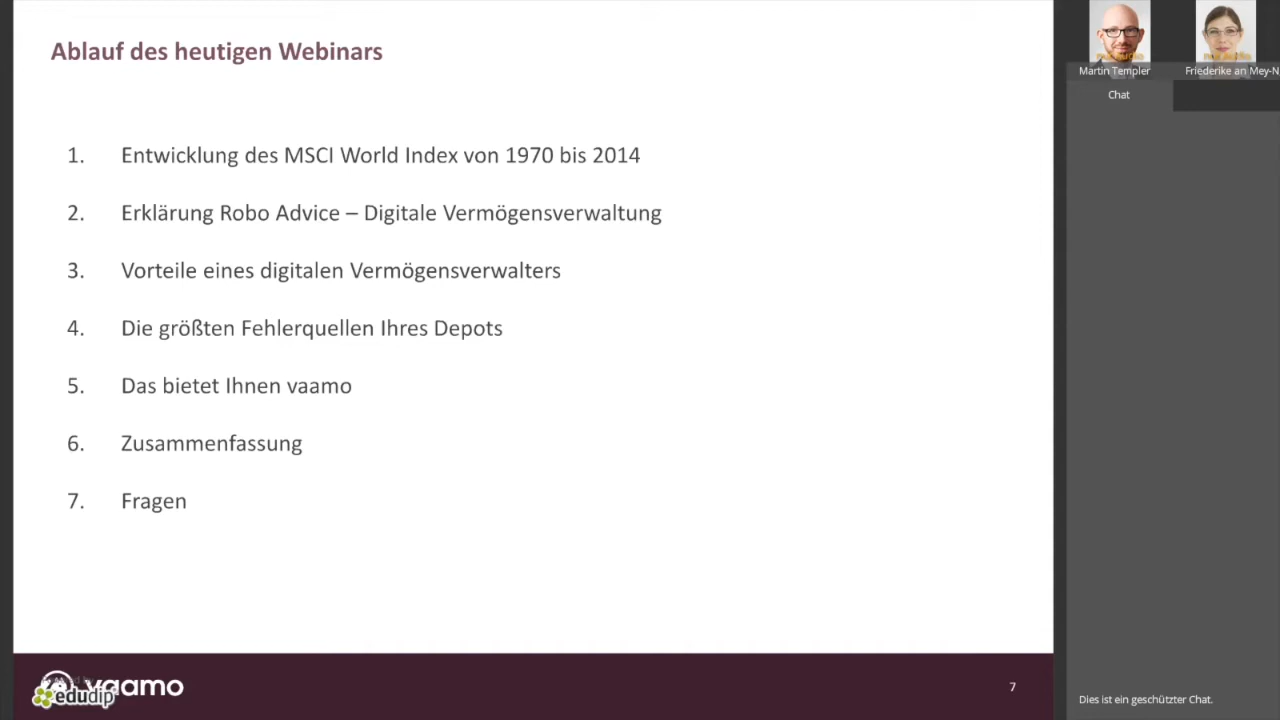 Ablauf des heutigen Webinars
1. Entwicklung des MSCI World Index von 1970 bis 2014
2. Erklärung Robo Advice – Digitale Vermögensverwaltung
3. Vorteile eines digitalen Vermögensverwalters
4. Die größten Fehlerquellen Ihres Depots
5. Das bietet Ihnen vaamo
6. Zusammenfassung
7. Fragen
vaamo
edudip
7
Martin Templer
Friederike an Mey-N
Chat
Dies ist ein geschützter Chat.